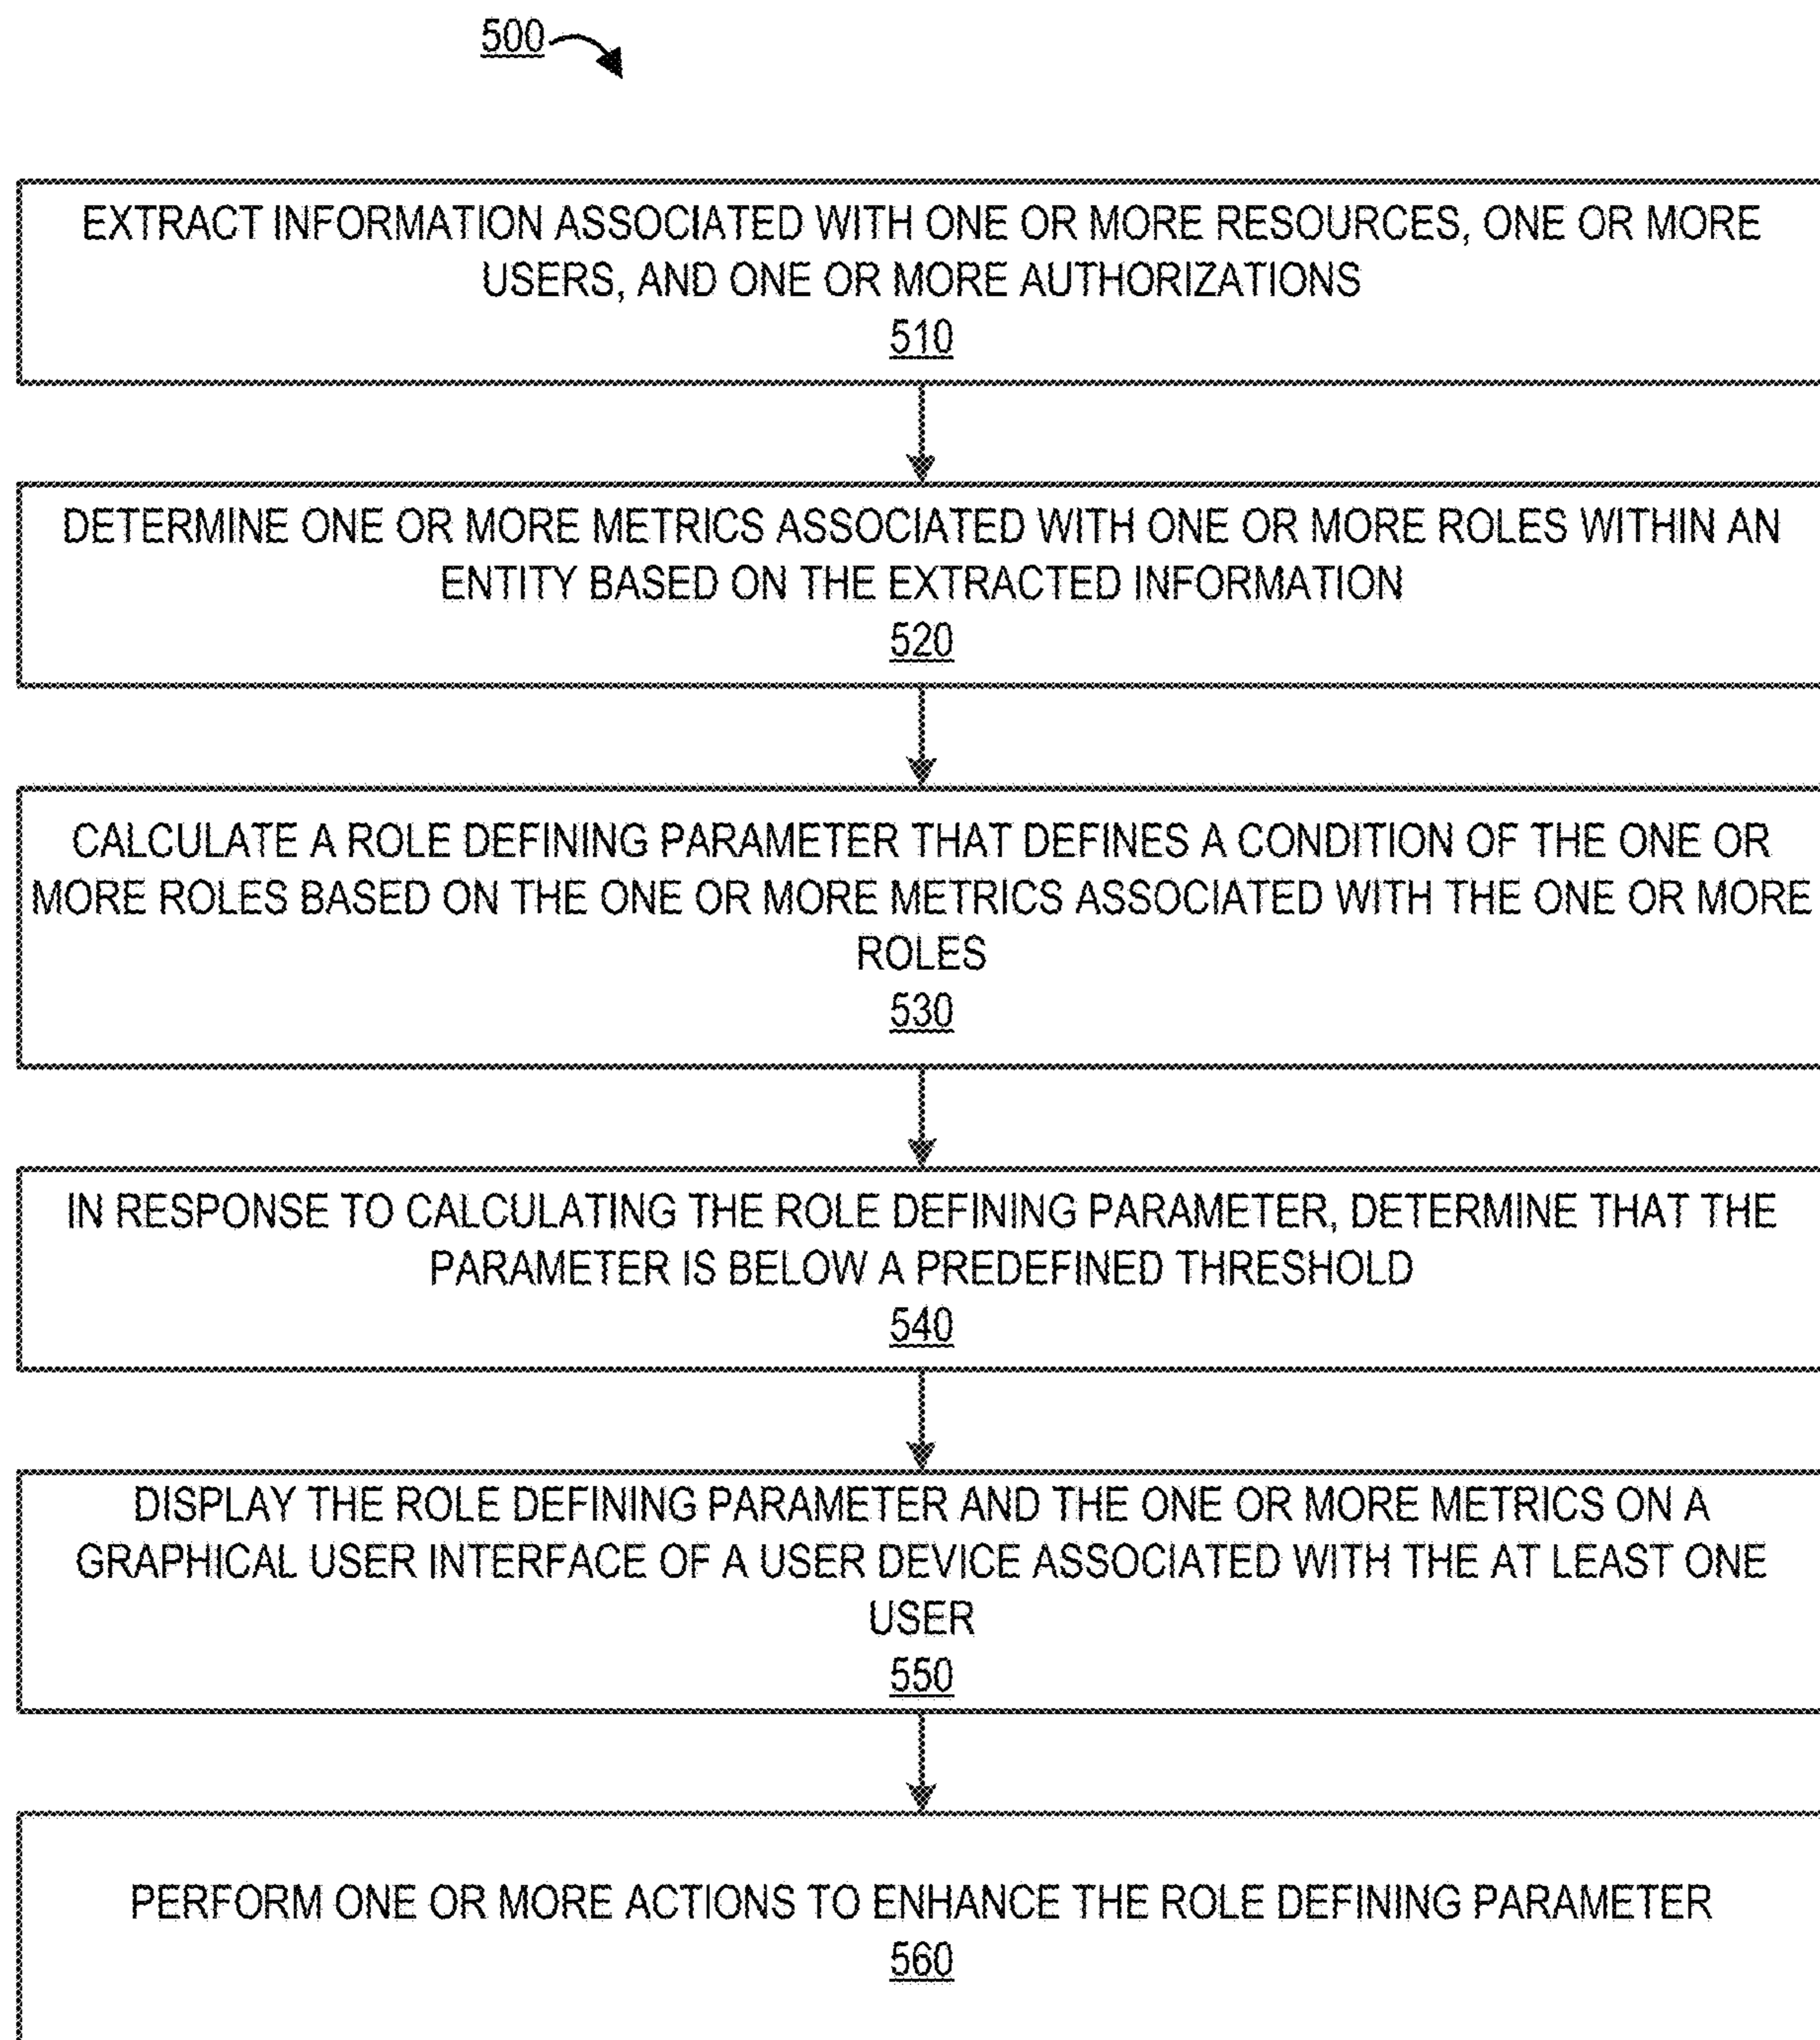 500
EXTRACT INFORMATION ASSOCIATED WITH ONE OR MORE RESOURCES, ONE OR MORE
USERS, AND ONE OR MORE AUTHORIZATIONS
510
DETERMINE ONE OR MORE METRICS ASSOCIATED WITH ONE OR MORE ROLES WITHIN AN
ENTITY BASED ON THE EXTRACTED INFORMATION
520
CALCULATE A ROLE DEFINING PARAMETER THAT DEFINES A CONDITION OF THE ONE OR
MORE ROLES BASED ON THE ONE OR MORE METRICS ASSOCIATED WITH THE ONE OR MORE
ROLES
530
IN RESPONSE TO CALCULATING THE ROLE DEFINING PARAMETER, DETERMINE THAT THE
PARAMETER IS BELOW A PREDEFINED THRESHOLD
540
DISPLAY THE ROLE DEFINING PARAMETER AND THE ONE OR MORE METRICS ON A
GRAPHICAL USER INTERFACE OF A USER DEVICE ASSOCIATED WITH THE AT LEAST ONE
USER
550
PERFORM ONE OR MORE ACTIONS TO ENHANCE THE ROLE DEFINING PARAMETER
560